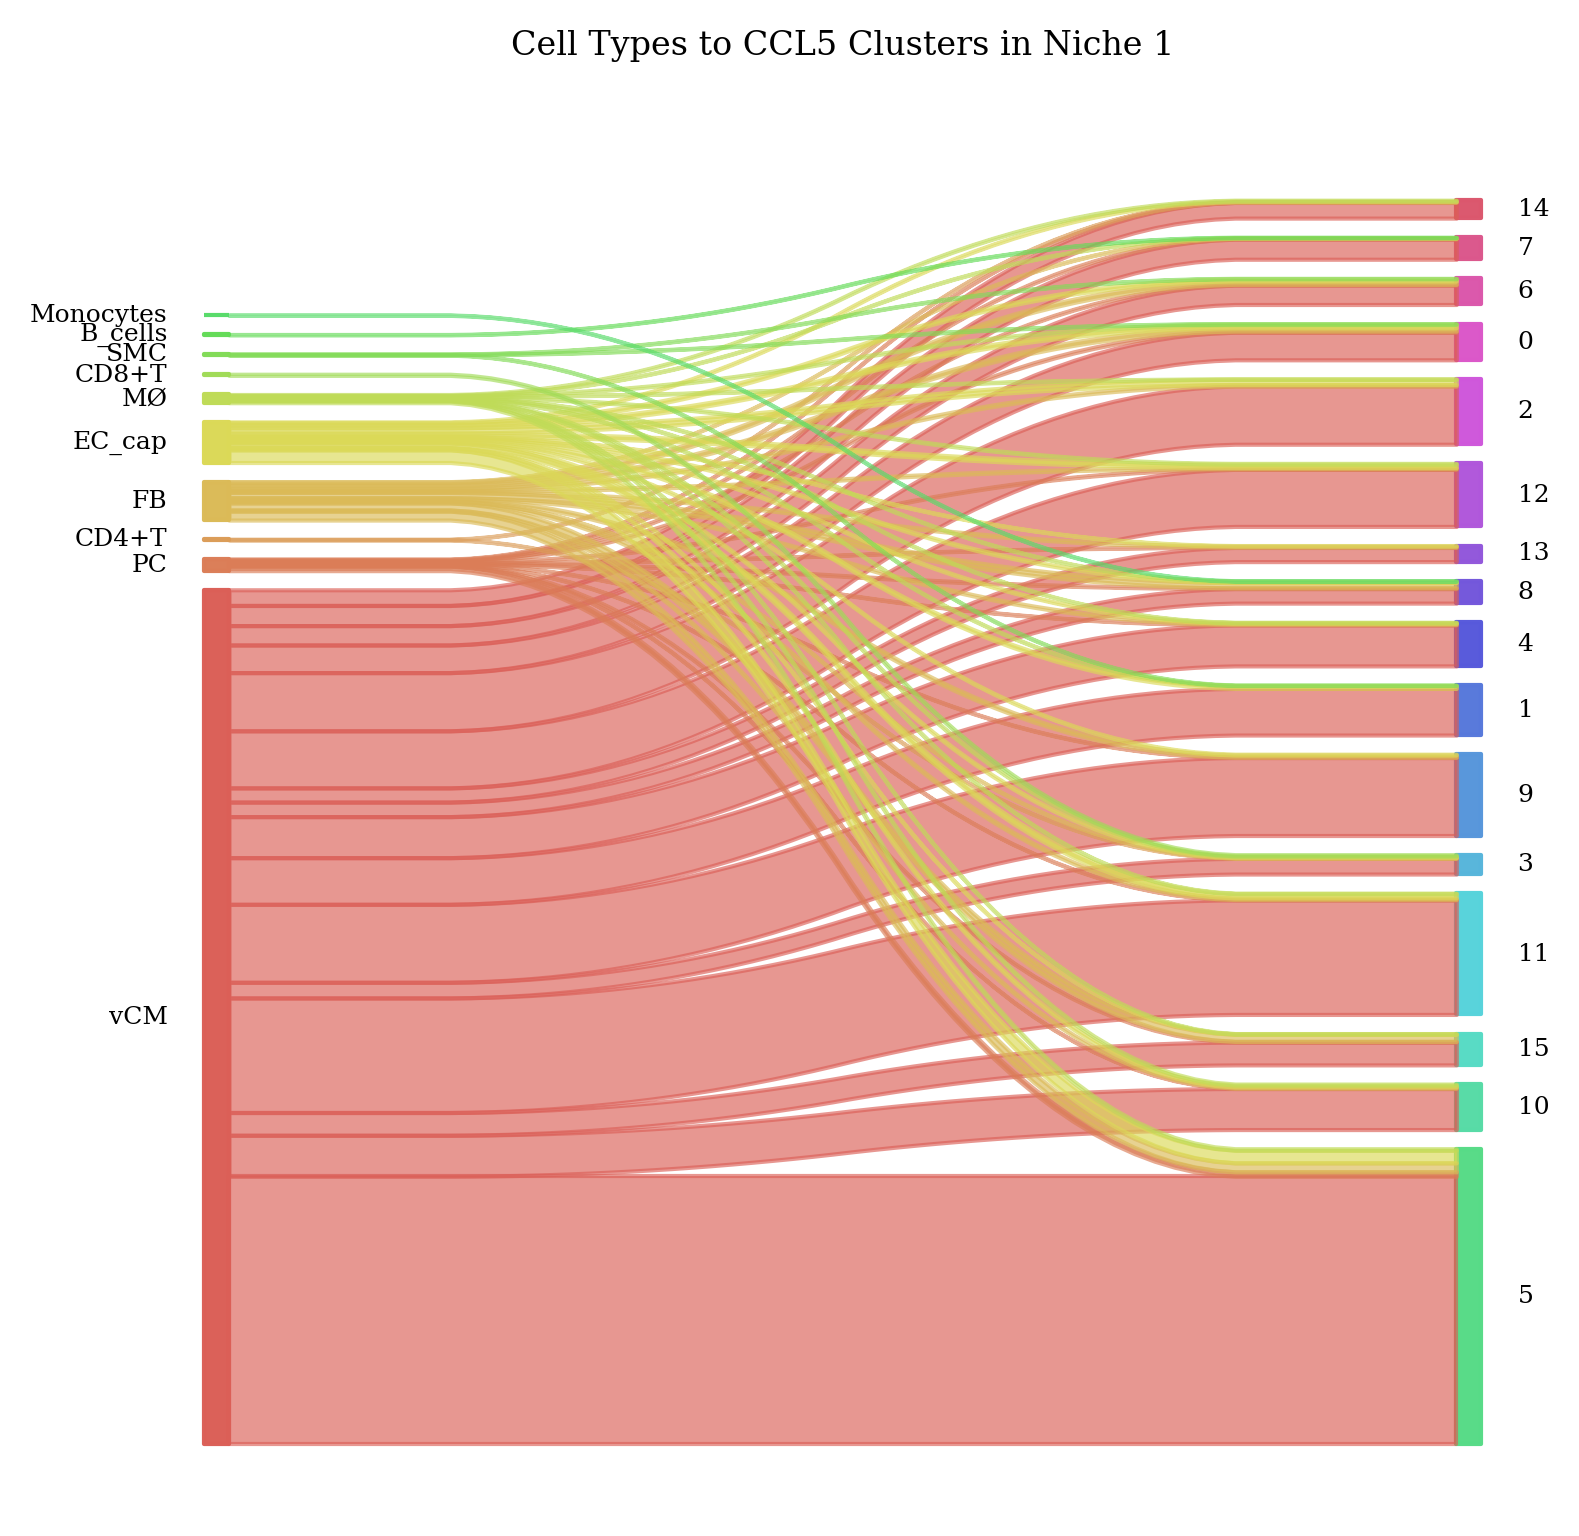 Cell Types to CCL5 Clusters in Niche 1
Monocytes
B_cells
SMC
CD8+T
MØ
EC_cap
FB
CD4+T
PC
vCM
14
7
6
0
2
12
13
8
4
1
9
3
11
15
10
5